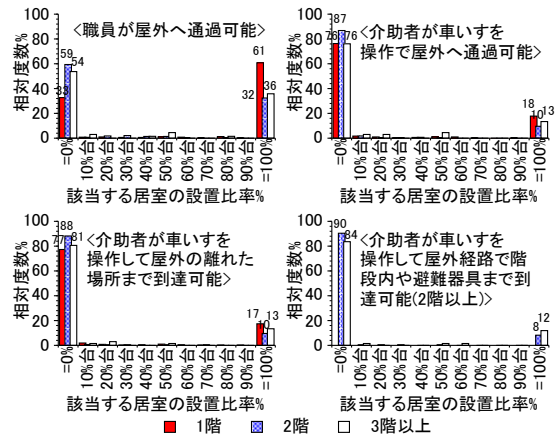 <職員が屋外へ通過可能>
相対度数%
100
80
60
40
20
0
33
59
54
61
32
36
=0%
10%台
20%台
30%台
40%台
50%台
60%台
70%台
80%台
90%台
=100%
該当する居室の設置比率%
<介助者が車いすを
操作で屋外へ通過可能>
相対度数%
100
80
60
40
20
0
76
87
76
18
10
13
=0%
10%台
20%台
30%台
40%台
50%台
60%台
70%台
80%台
90%台
=100%
該当する居室の設置比率%
<介助者が車いすを
操作して屋外の離れた
場所まで到達可能>
相対度数%
100
80
60
40
20
0
77
88
81
17
10
13
=0%
10%台
20%台
30%台
40%台
50%台
60%台
70%台
80%台
90%台
=100%
該当する居室の設置比率%
<介助者が車いすを
操作して屋外経路で階
段内や避難器具まで到
達可能(2階以上)>
相対度数%
100
80
60
40
20
0
90
84
8
12
=0%
10%台
20%台
30%台
40%台
50%台
60%台
70%台
80%台
90%台
=100%
該当する居室の設置比率%
1階 2階 3階以上